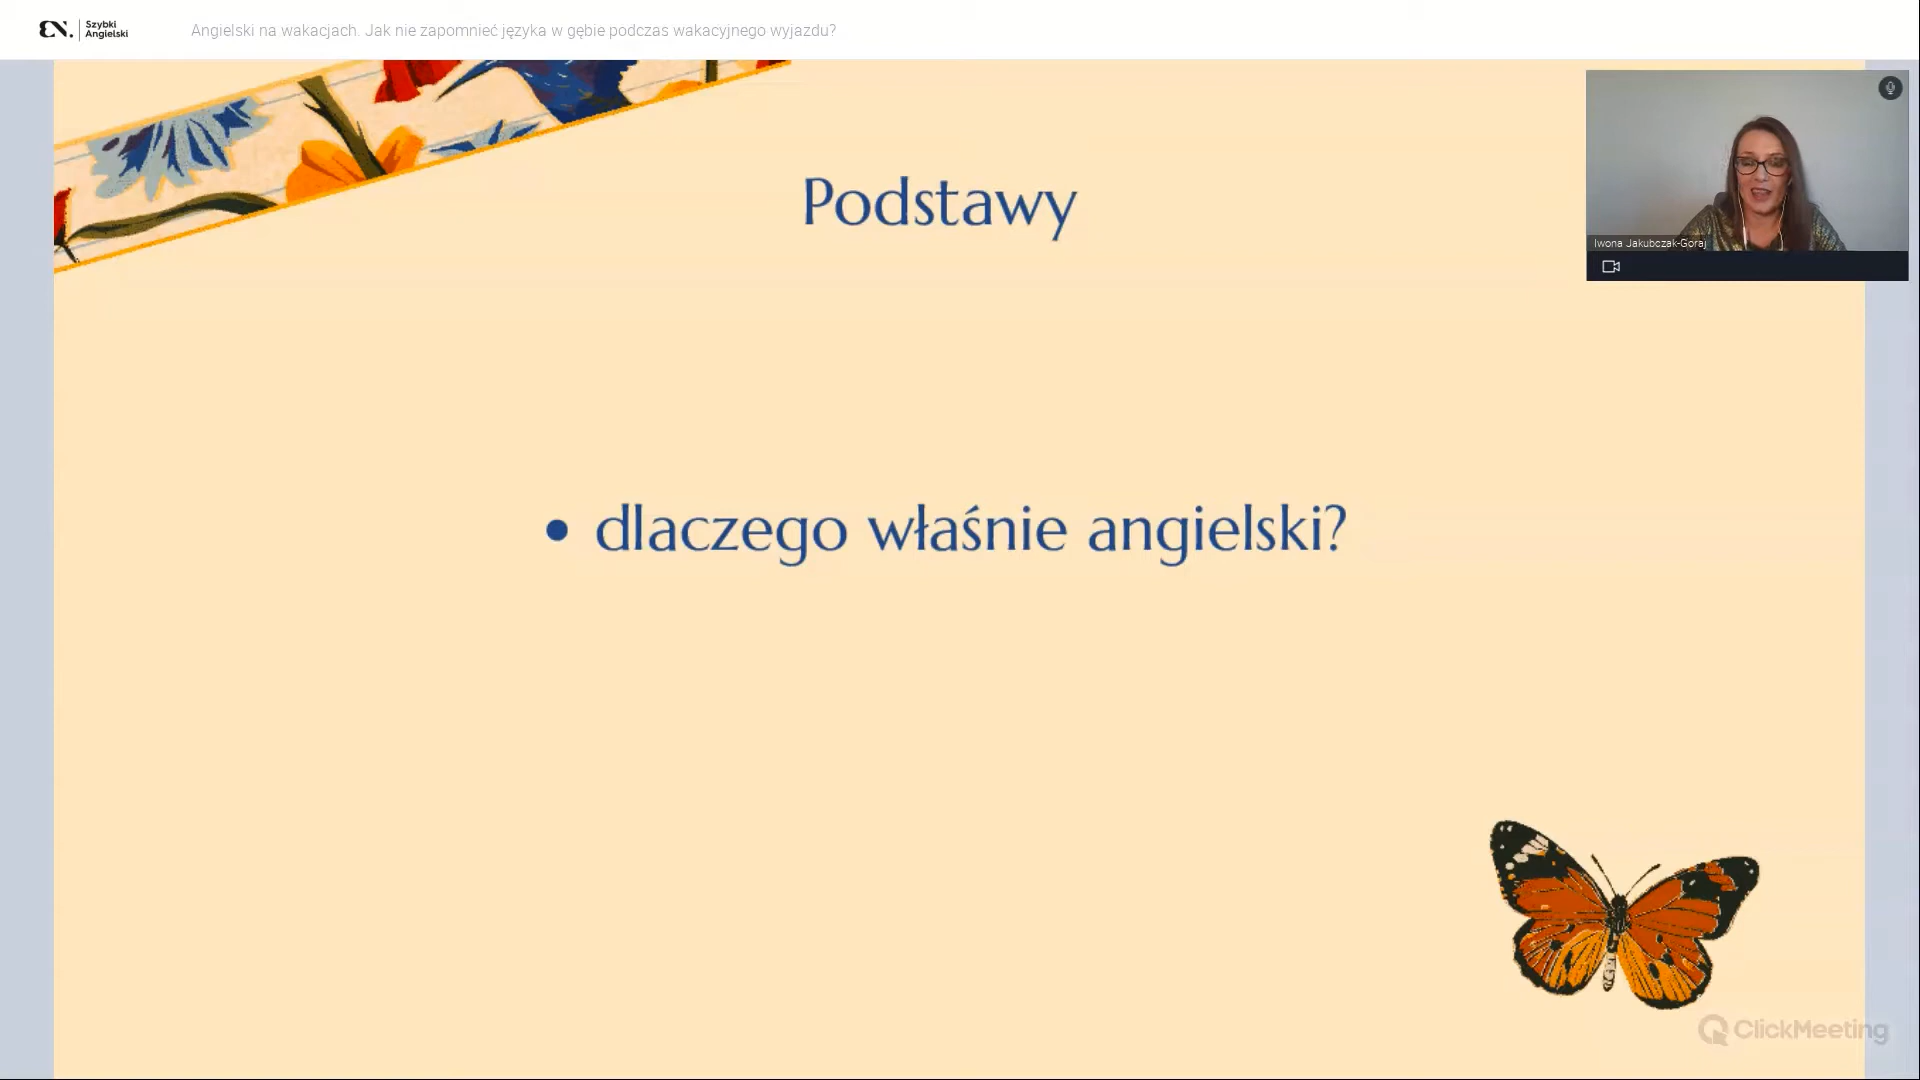 EN.
Szybki
Angielski
Angielski na wakacjach. Jak nie zapomnieć języka w gębie podczas wakacyjnego wyjazdu?
Podstawy
Iwona Jakubczak-Goraj
• dlaczego właśnie angielski?
ClickMeeting